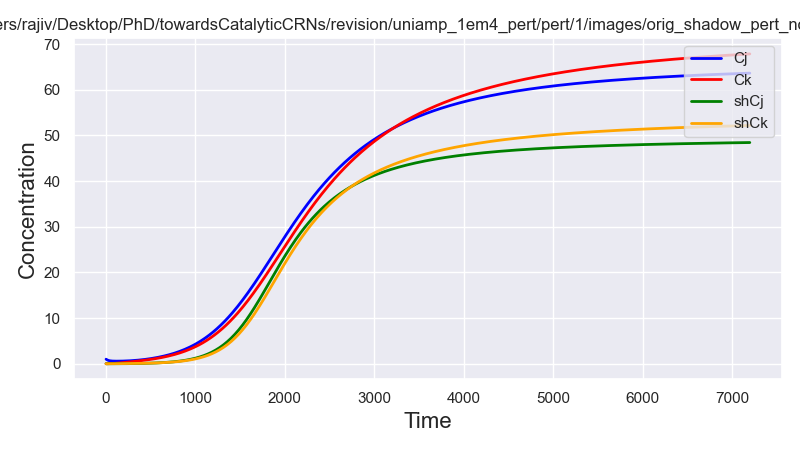 ers/rajiv/Desktop/PhD/towardsCatalyticCRNs/revision/uniamp_1em4_pert/pert/1/images/orig_shadow_pert_no
70
60
50
40
30
20
10
0
Concentration
0 1000 2000 3000 4000 5000 6000 7000
Time
Cj
Ck
shCj
shCk